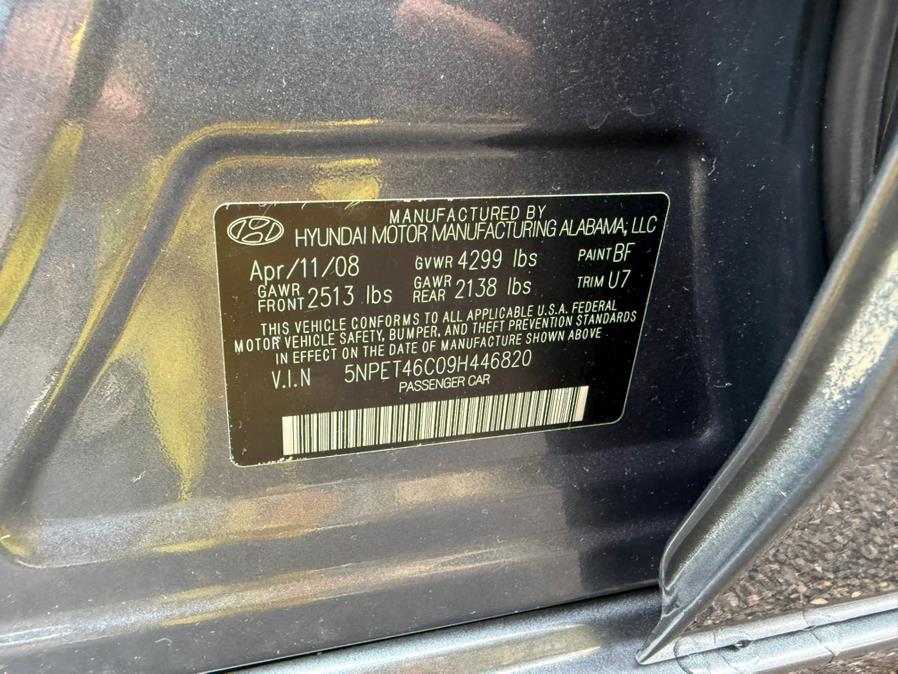 MANUFACTURED BY
HYUNDAI MOTOR MANUFACTURING ALABAMA, LLC
Apr/11/08 GVWR 4299 lbs PAINT BF
GAWR FRONT 2513 lbs GAWR REAR 2138 lbs TRIM U7
THIS VEHICLE CONFORMS TO ALL APPLICABLE U.S.A. FEDERAL
MOTOR VEHICLE SAFETY, BUMPER, AND THEFT PREVENTION STANDARDS
IN EFFECT ON THE DATE OF MANUFACTURE SHOWN ABOVE
V.I.N 5NPET46C09H446820
PASSENGER CAR